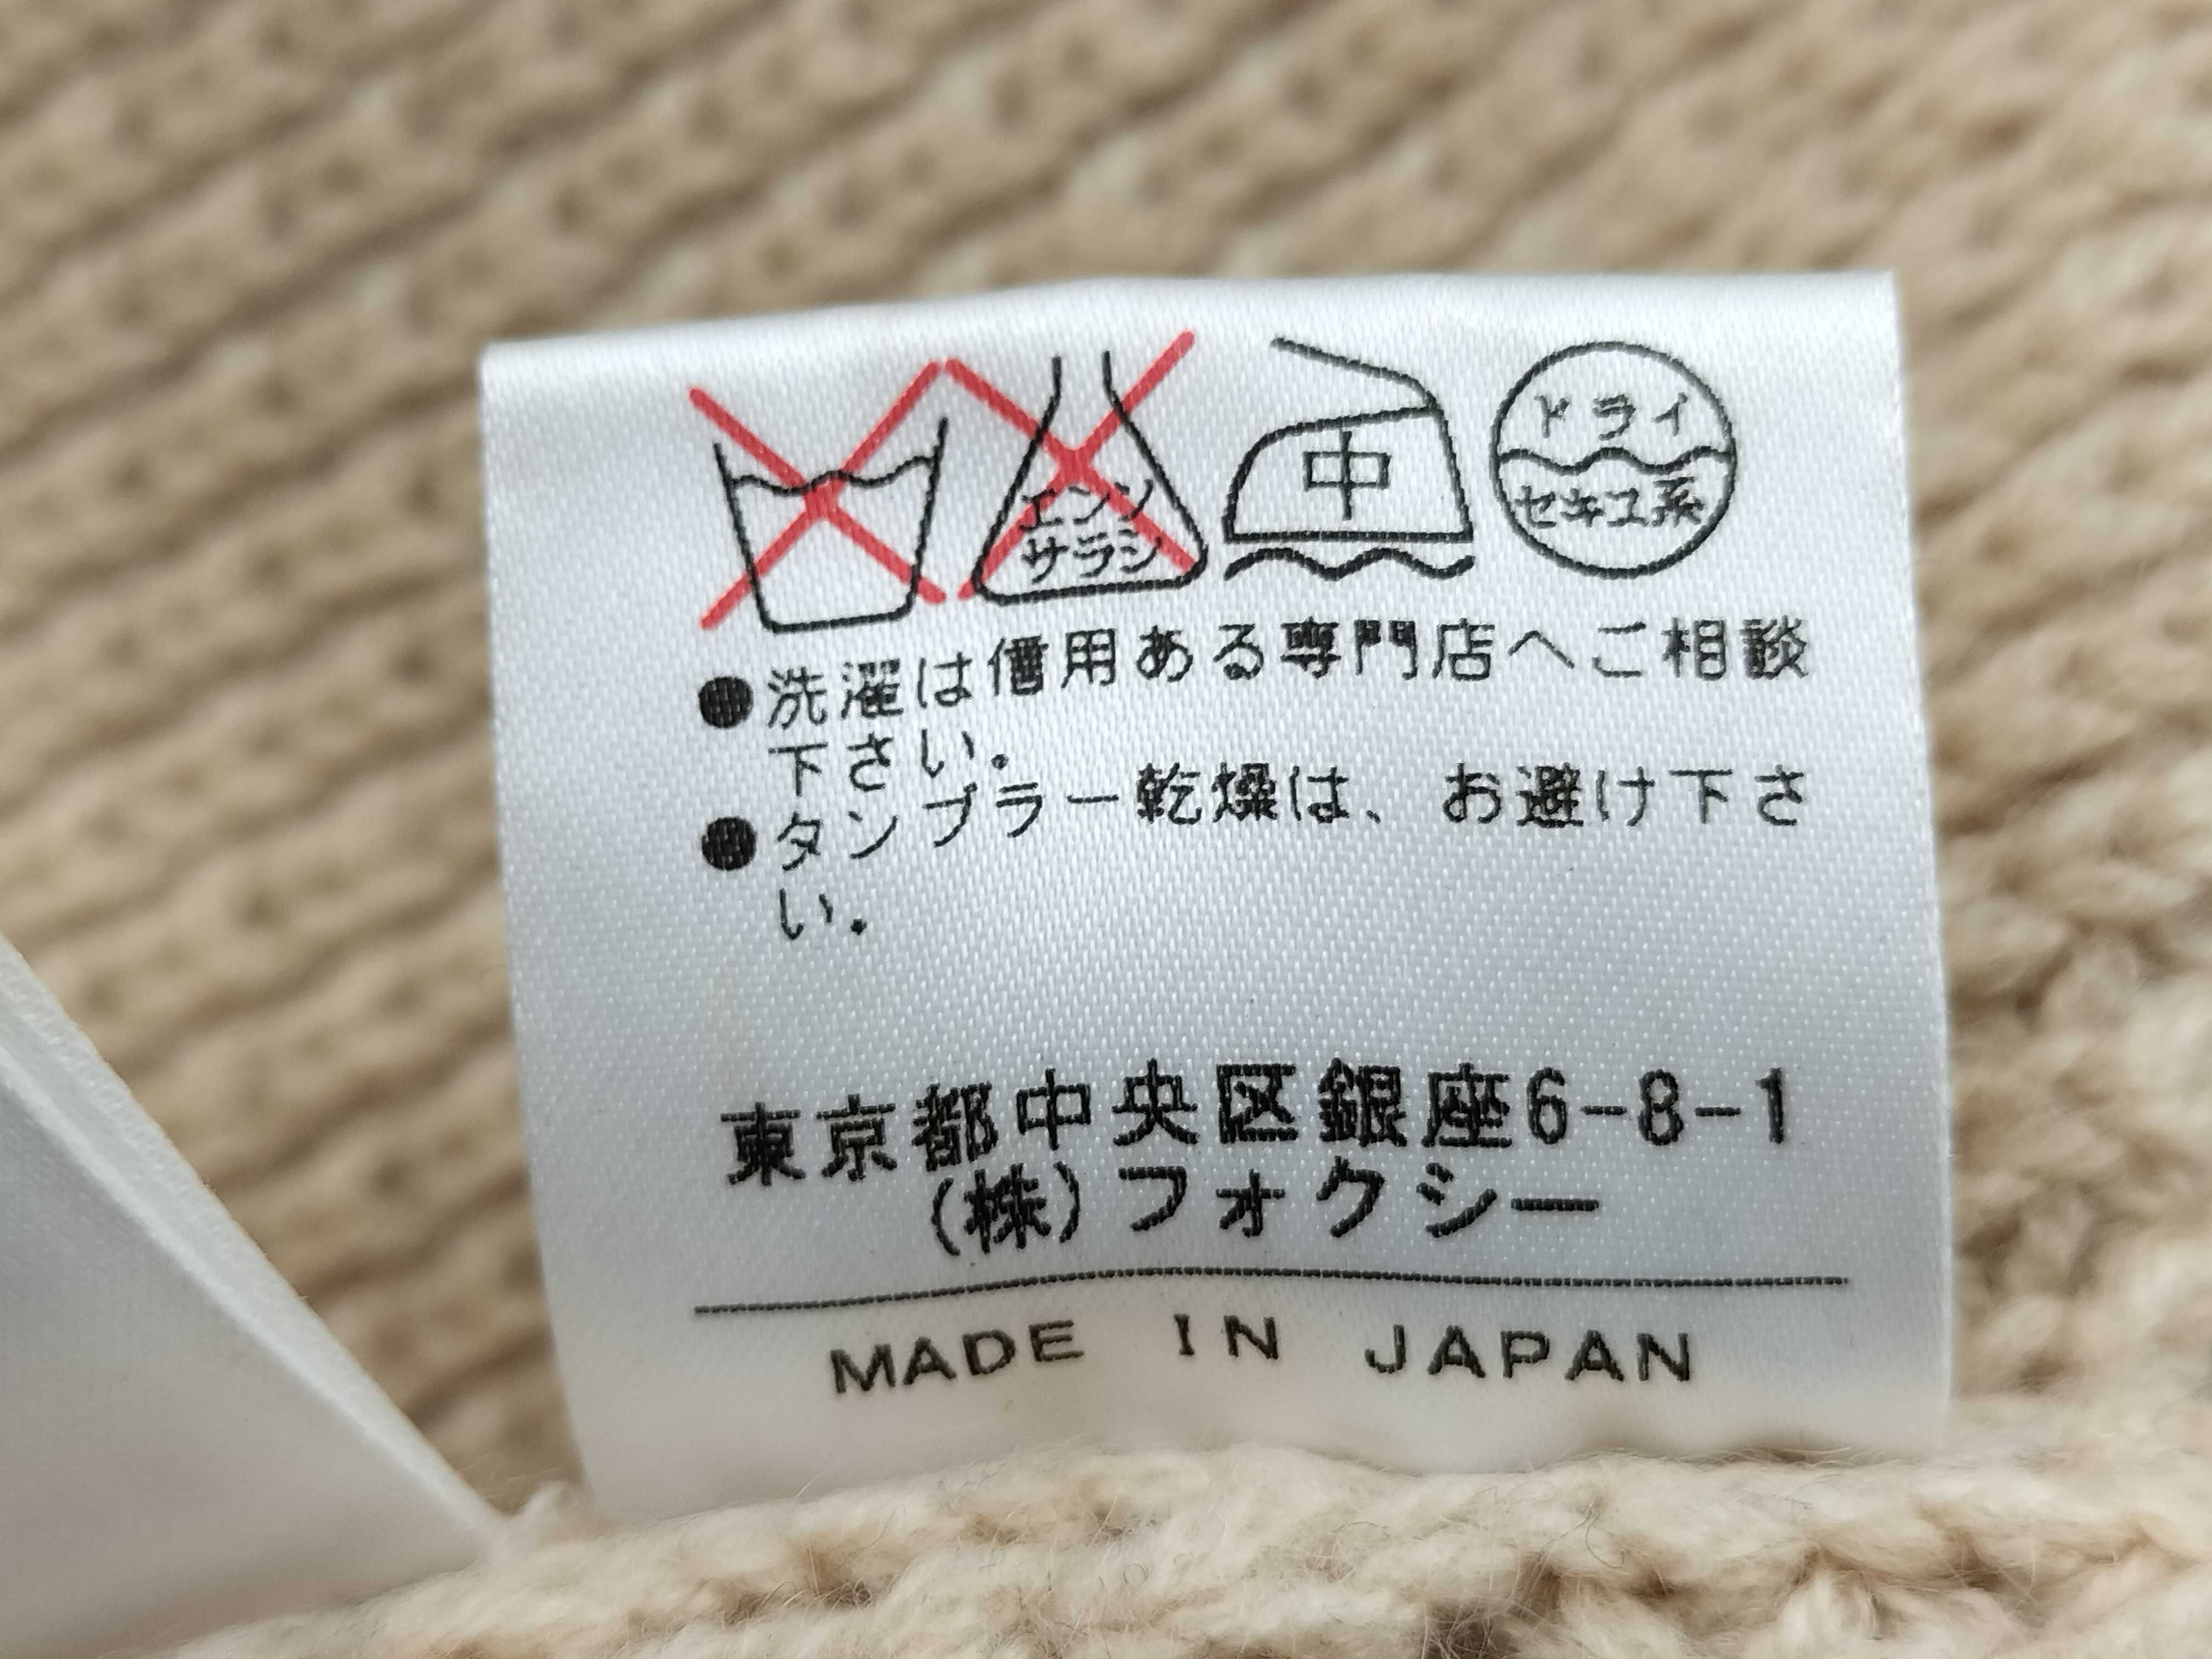 エンソ
サラシ
中
ドライ
セキユ系
●洗濯は信用ある専門店へご相談
下さい。
●タンブラー乾燥は、お避け下さ
い。
東京都中央区銀座6-8-1
(株)フォクシー
MADE IN JAPAN